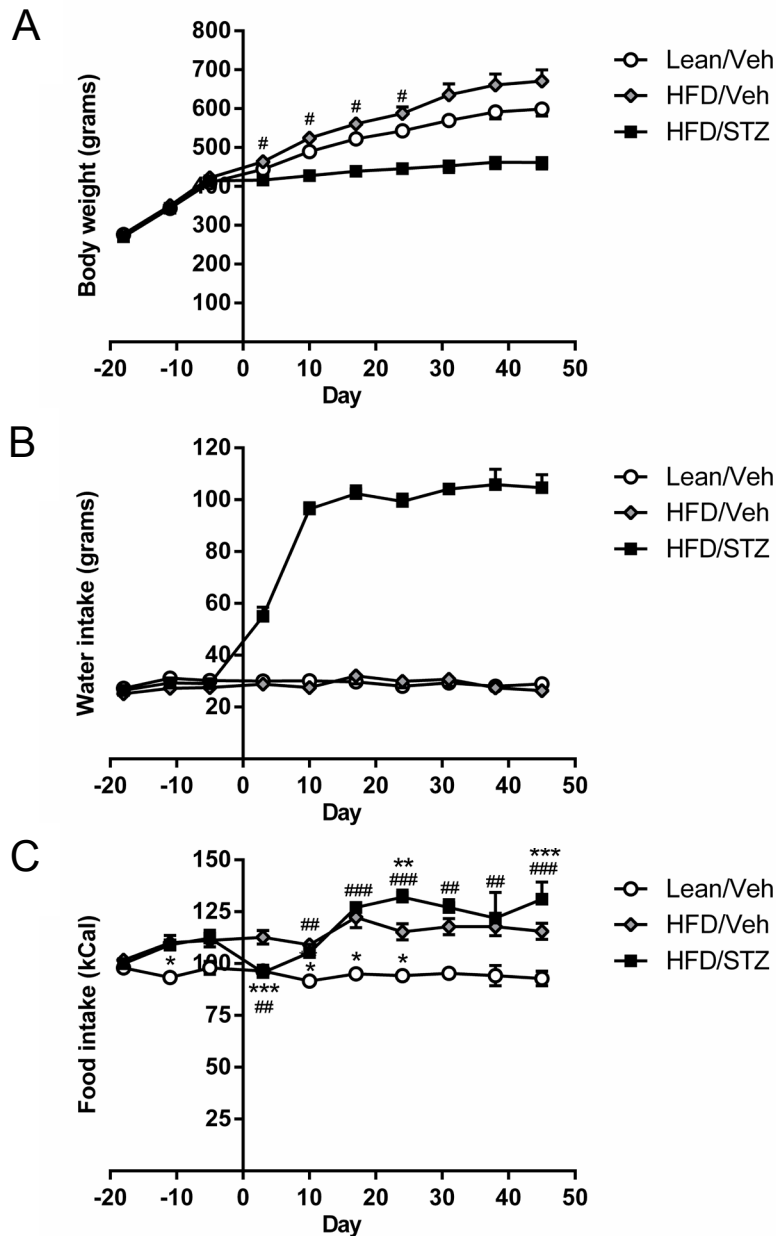 A
Body weight (grams)
800
700
600
500
400
300
200
100
# # # #
-20 -10 0 10 20 30 40 50
Day
Lean/Veh
HFD/Veh
HFD/STZ
B
Water intake (grams)
120
100
80
60
40
20
-20 -10 0 10 20 30 40 50
Day
Lean/Veh
HFD/Veh
HFD/STZ
C
Food intake (kCal)
150
125
100
75
50
25
*
***
##
##
*
###
*
**
###
*
##
##
***
###
-20 -10 0 10 20 30 40 50
Day
Lean/Veh
HFD/Veh
HFD/STZ